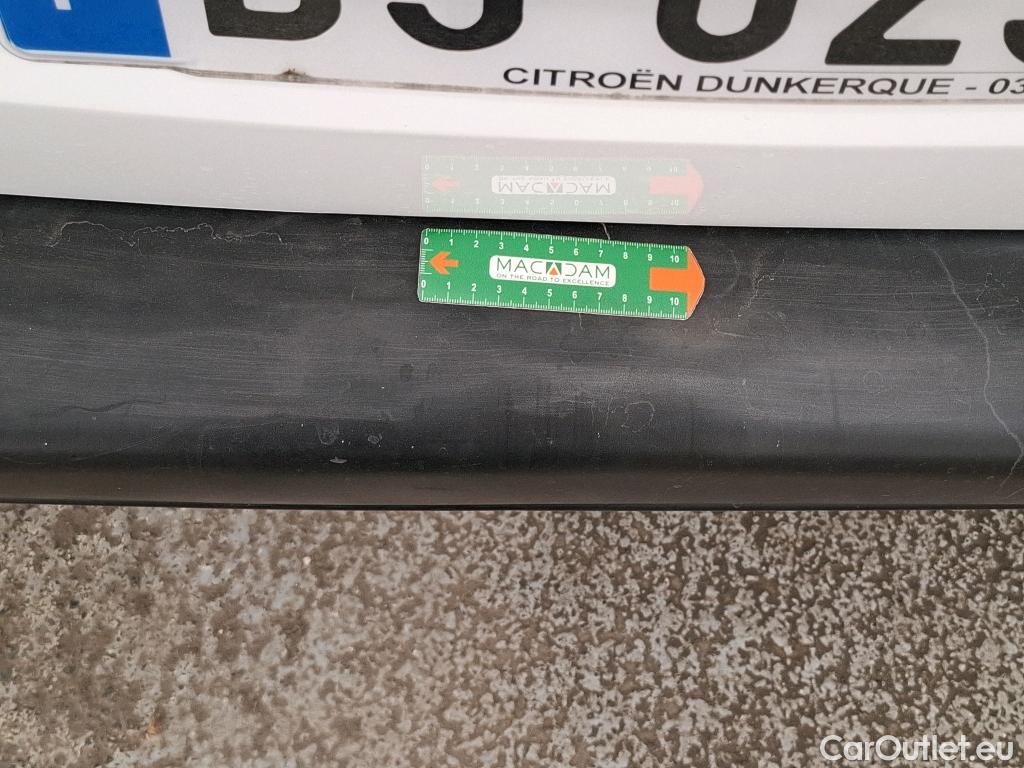 CITROËN DUNKERQUE - 03
0 1 2 3 4 5 6 7 8 9 10
MACADAM
ON THE ROAD TO EXCELLENCE
0 1 2 3 4 5 6 7 8 9 10
CarOutlet.eu